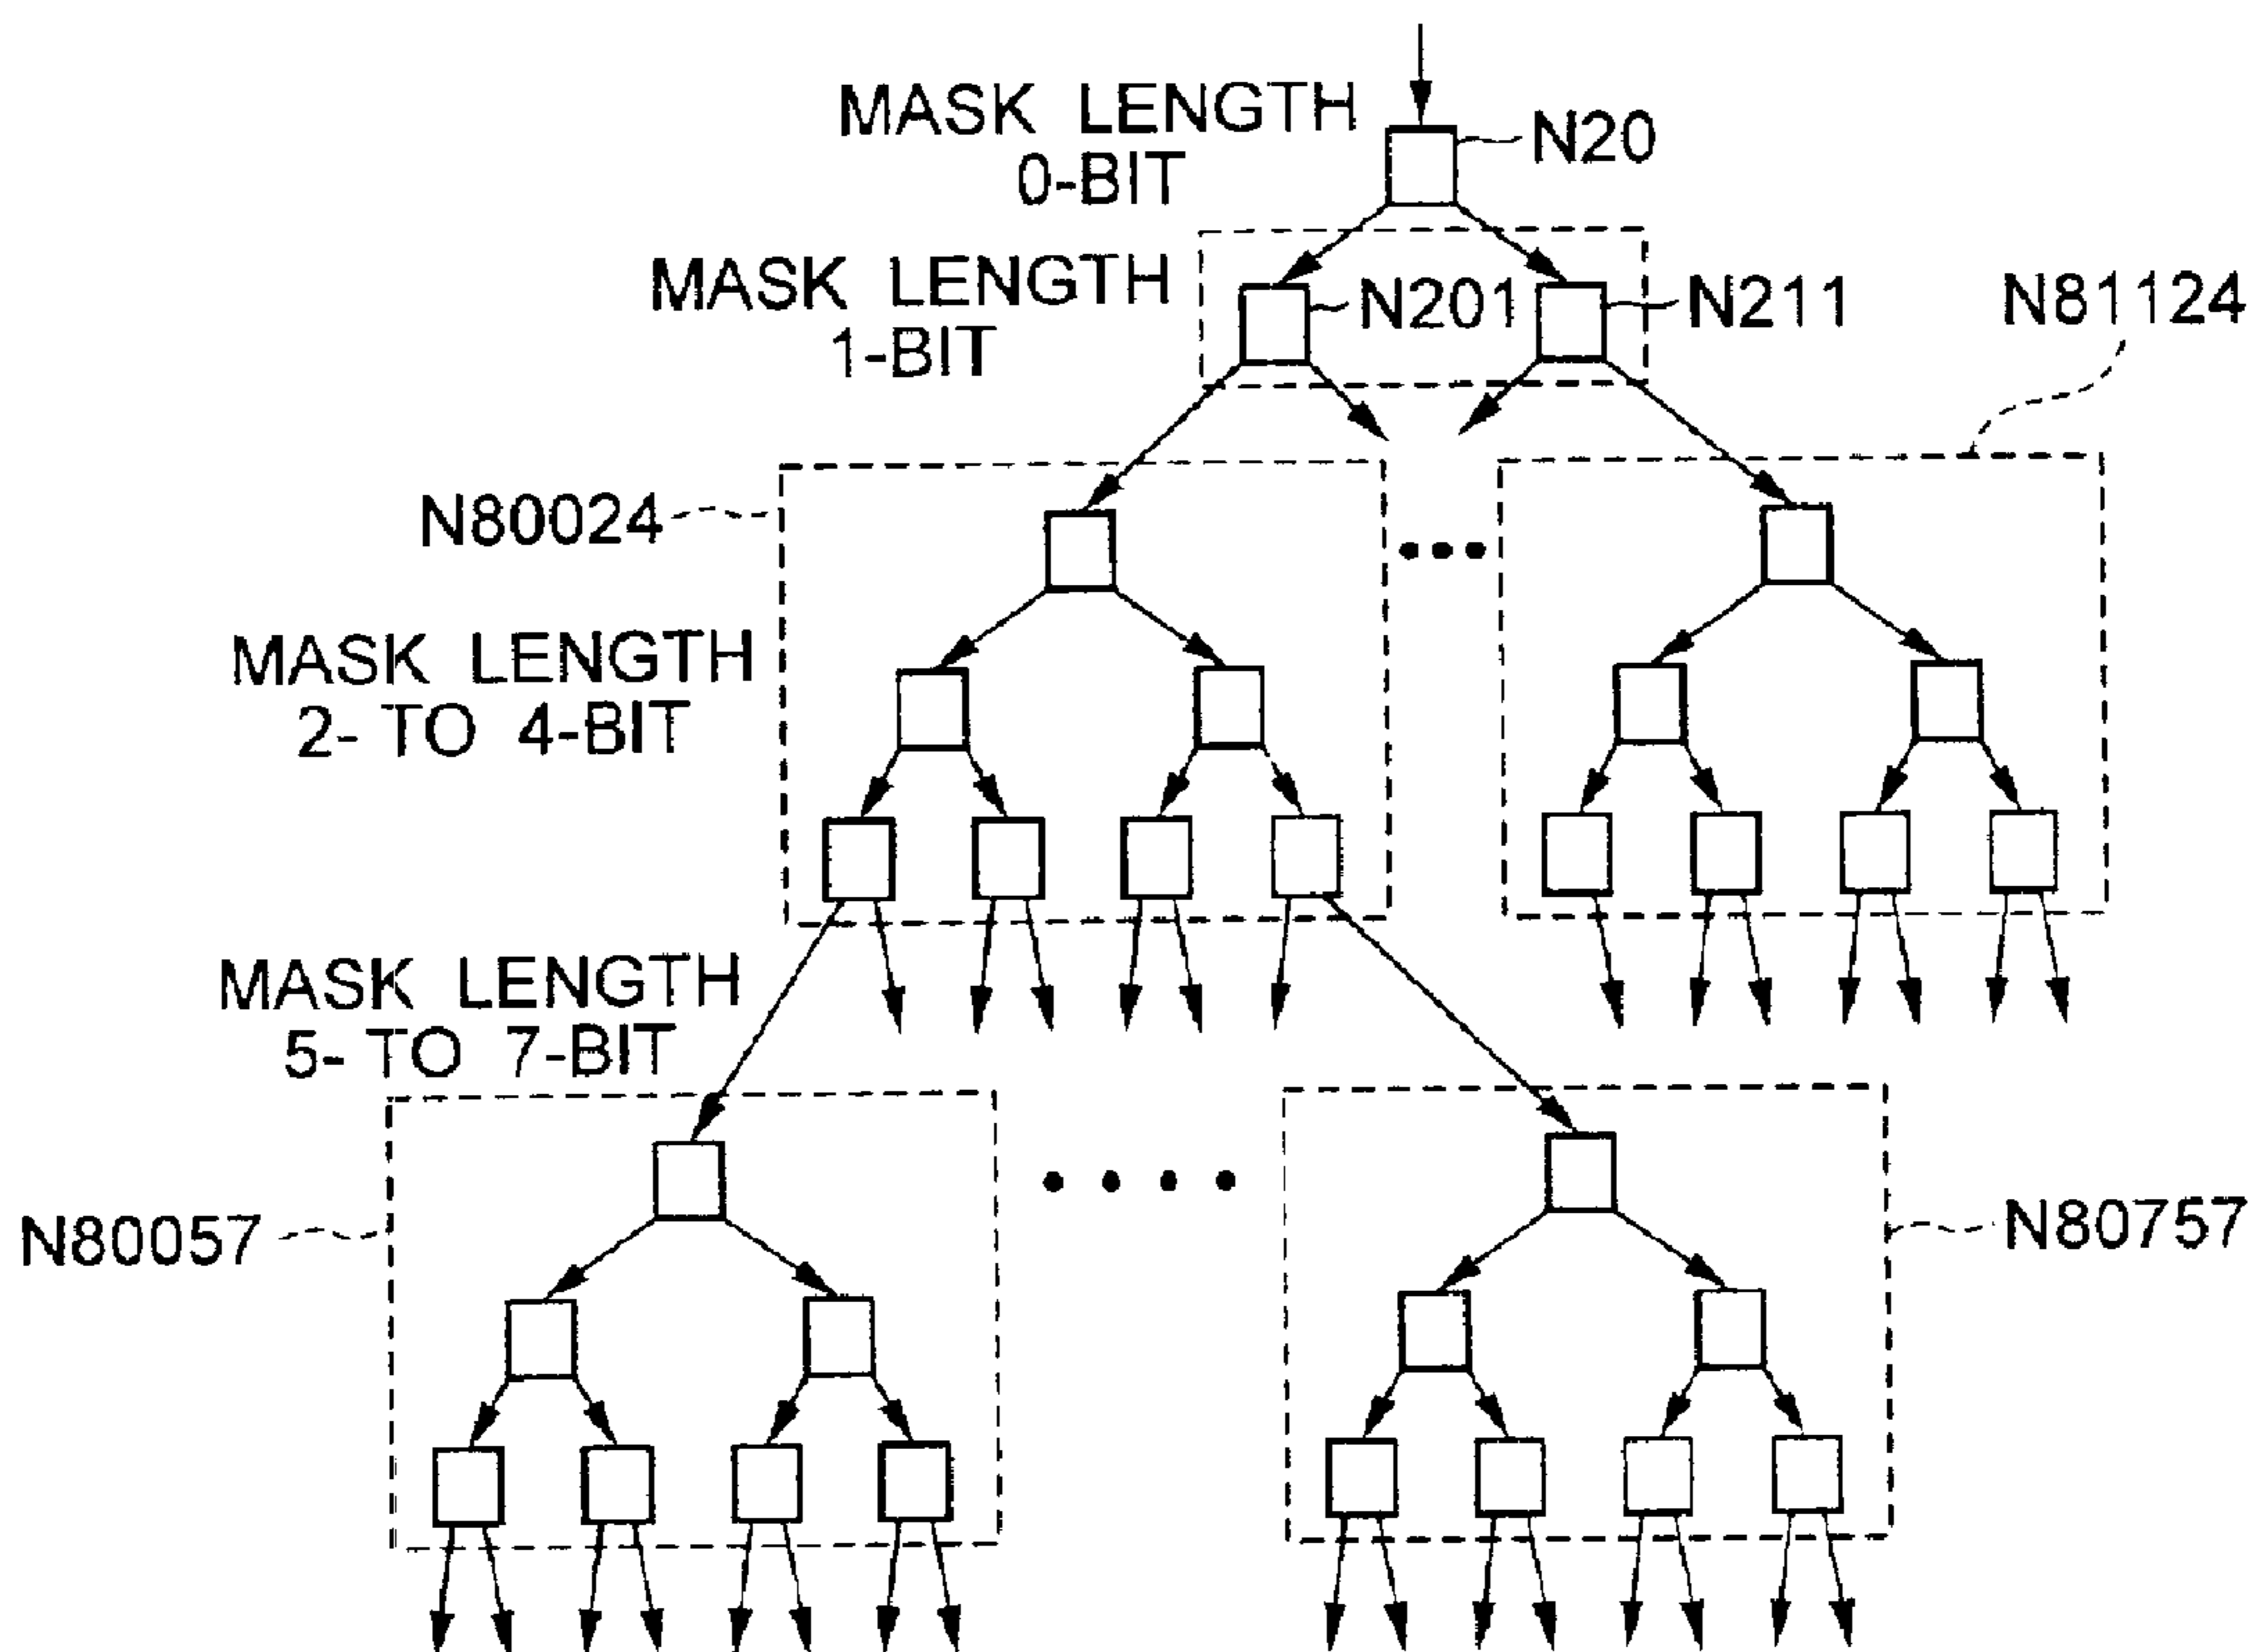 MASK LENGTH
0-BIT
N20
MASK LENGTH
1-BIT
N201
N211
N81124
N80024
MASK LENGTH
2- TO 4-BIT
MASK LENGTH
5- TO 7-BIT
N80057
N80757